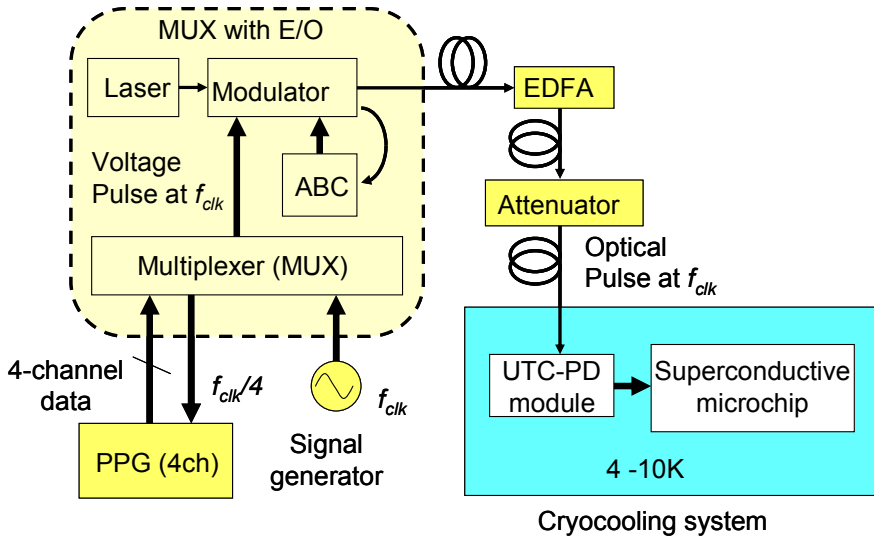 MUX with E/O
Laser
Modulator
EDFA
Voltage
Pulse at fclk
ABC
Attenuator
Multiplexer (MUX)
Optical
Pulse at fclk
4-channel
data
fclk/4
fclk
Signal
generator
PPG (4ch)
UTC-PD
module
Superconductive
microchip
4 -10K
Cryocooling system